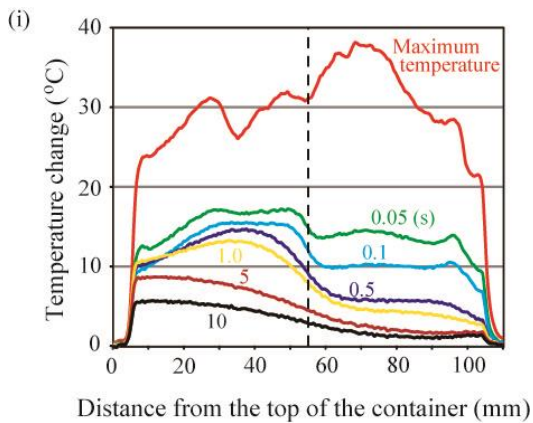 (i)
Temperature change (°C)
40
30
20
10
0
Maximum
temperature
0.05 (s)
0.1
1.0
5
0.5
10
0 20 40 60 80 100
Distance from the top of the container (mm)